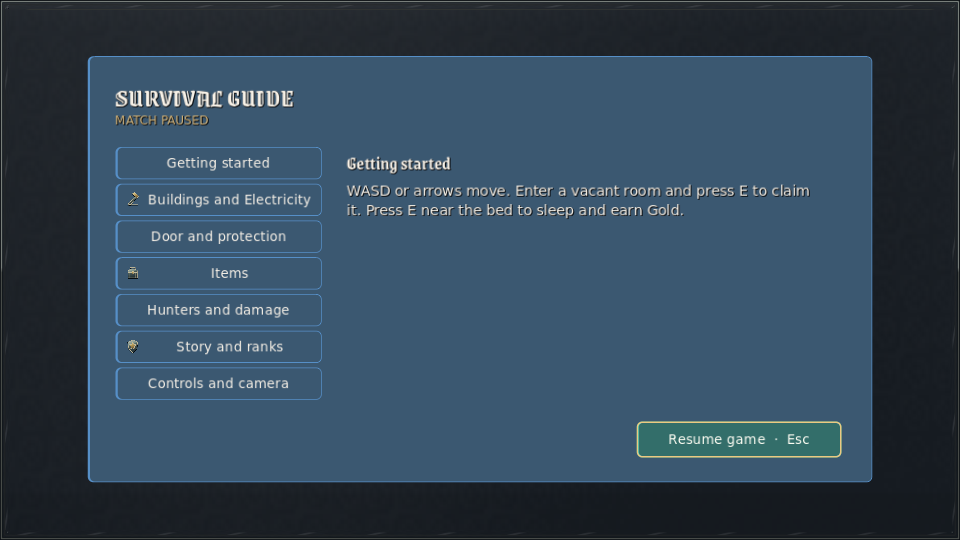 SURVIVAL GUIDE
MATCH PAUSED
Getting started
Buildings and Electricity
Door and protection
Items
Hunters and damage
Story and ranks
Controls and camera
Getting started
WASD or arrows move. Enter a vacant room and press E to claim
it. Press E near the bed to sleep and earn Gold.
Resume game · Esc